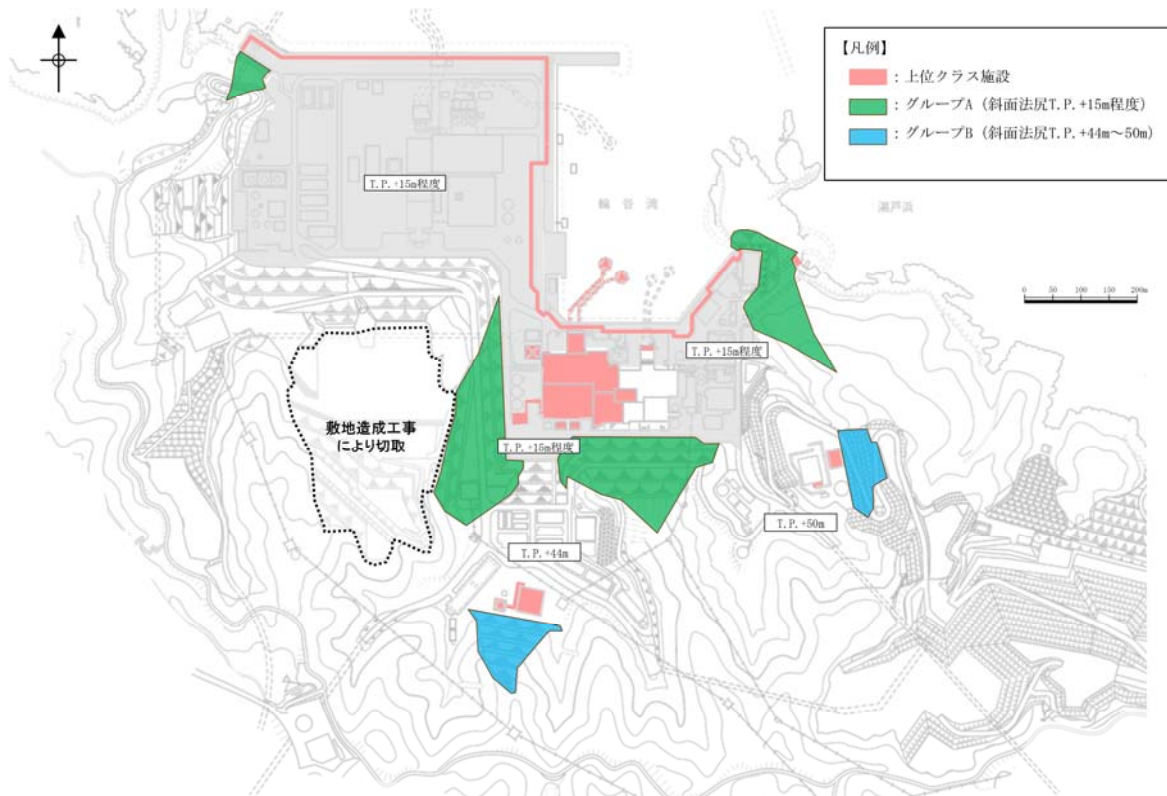 【凡例】
：上位クラス施設
：グループA（斜面法尻T.P.+15m程度）
：グループB（斜面法尻T.P.+44m～50m）
T.P.+15m程度
輪谷湾
瀬戸浜
0 50 100 150 200m
T.P.+15m程度
敷地造成工事
により切取
T.P.+15m程度
T.P.+50m
T.P.+44m